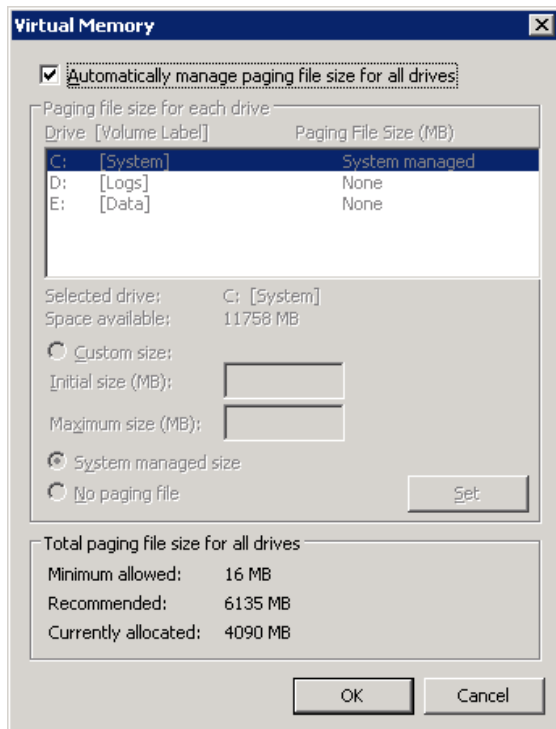 Virtual Memory
Automatically manage paging file size for all drives
Paging file size for each drive
Drive [Volume Label] Paging File Size (MB)
C: [System] System managed
D: [Logs] None
E: [Data] None
Selected drive: C: [System]
Space available: 11758 MB
Custom size:
Initial size (MB):
Maximum size (MB):
System managed size
No paging file Set
Total paging file size for all drives
Minimum allowed: 16 MB
Recommended: 6135 MB
Currently allocated: 4090 MB
OK Cancel